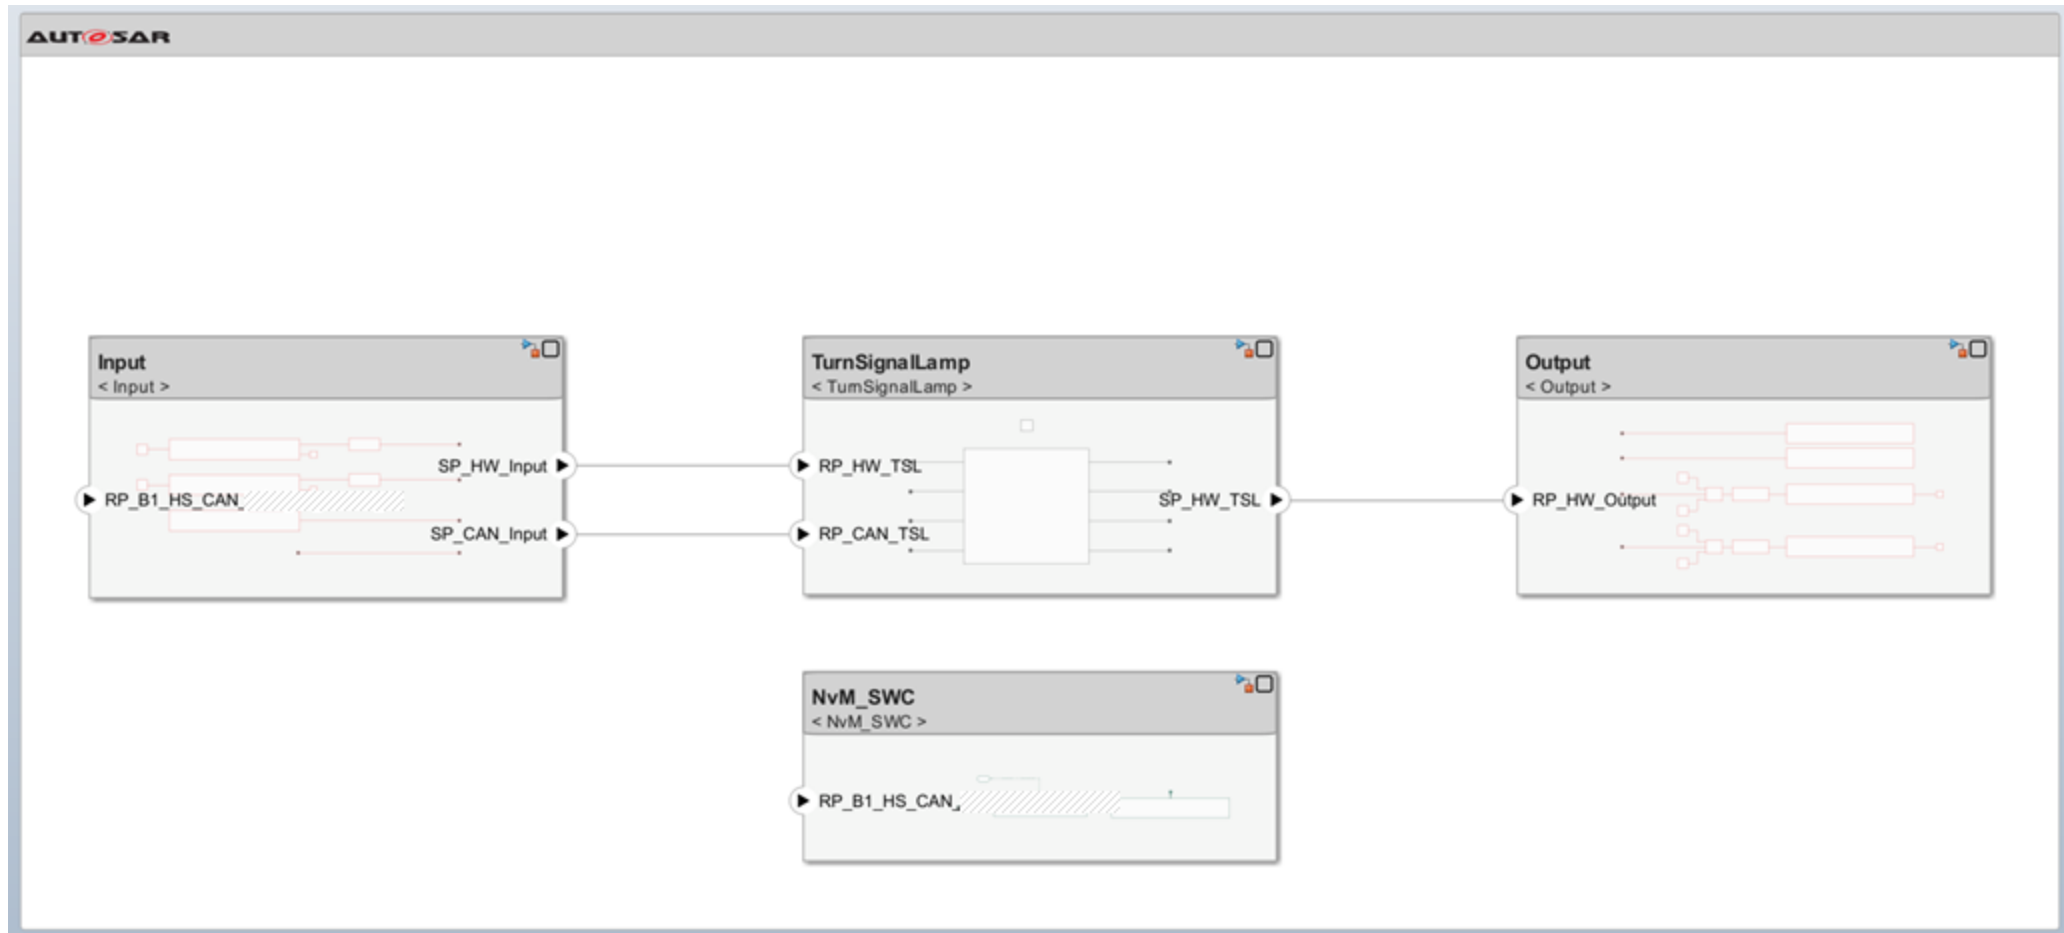 AUTOSAR
Input
< Input >
SP_HW_Input
RP_B1_HS_CAN_
SP_CAN_Input
TurnSignalLamp
< TurnSignalLamp >
RP_HW_TSL
SP_HW_TSL
RP_CAN_TSL
Output
< Output >
RP_HW_Output
NvM_SWC
< NvM_SWC >
RP_B1_HS_CAN_